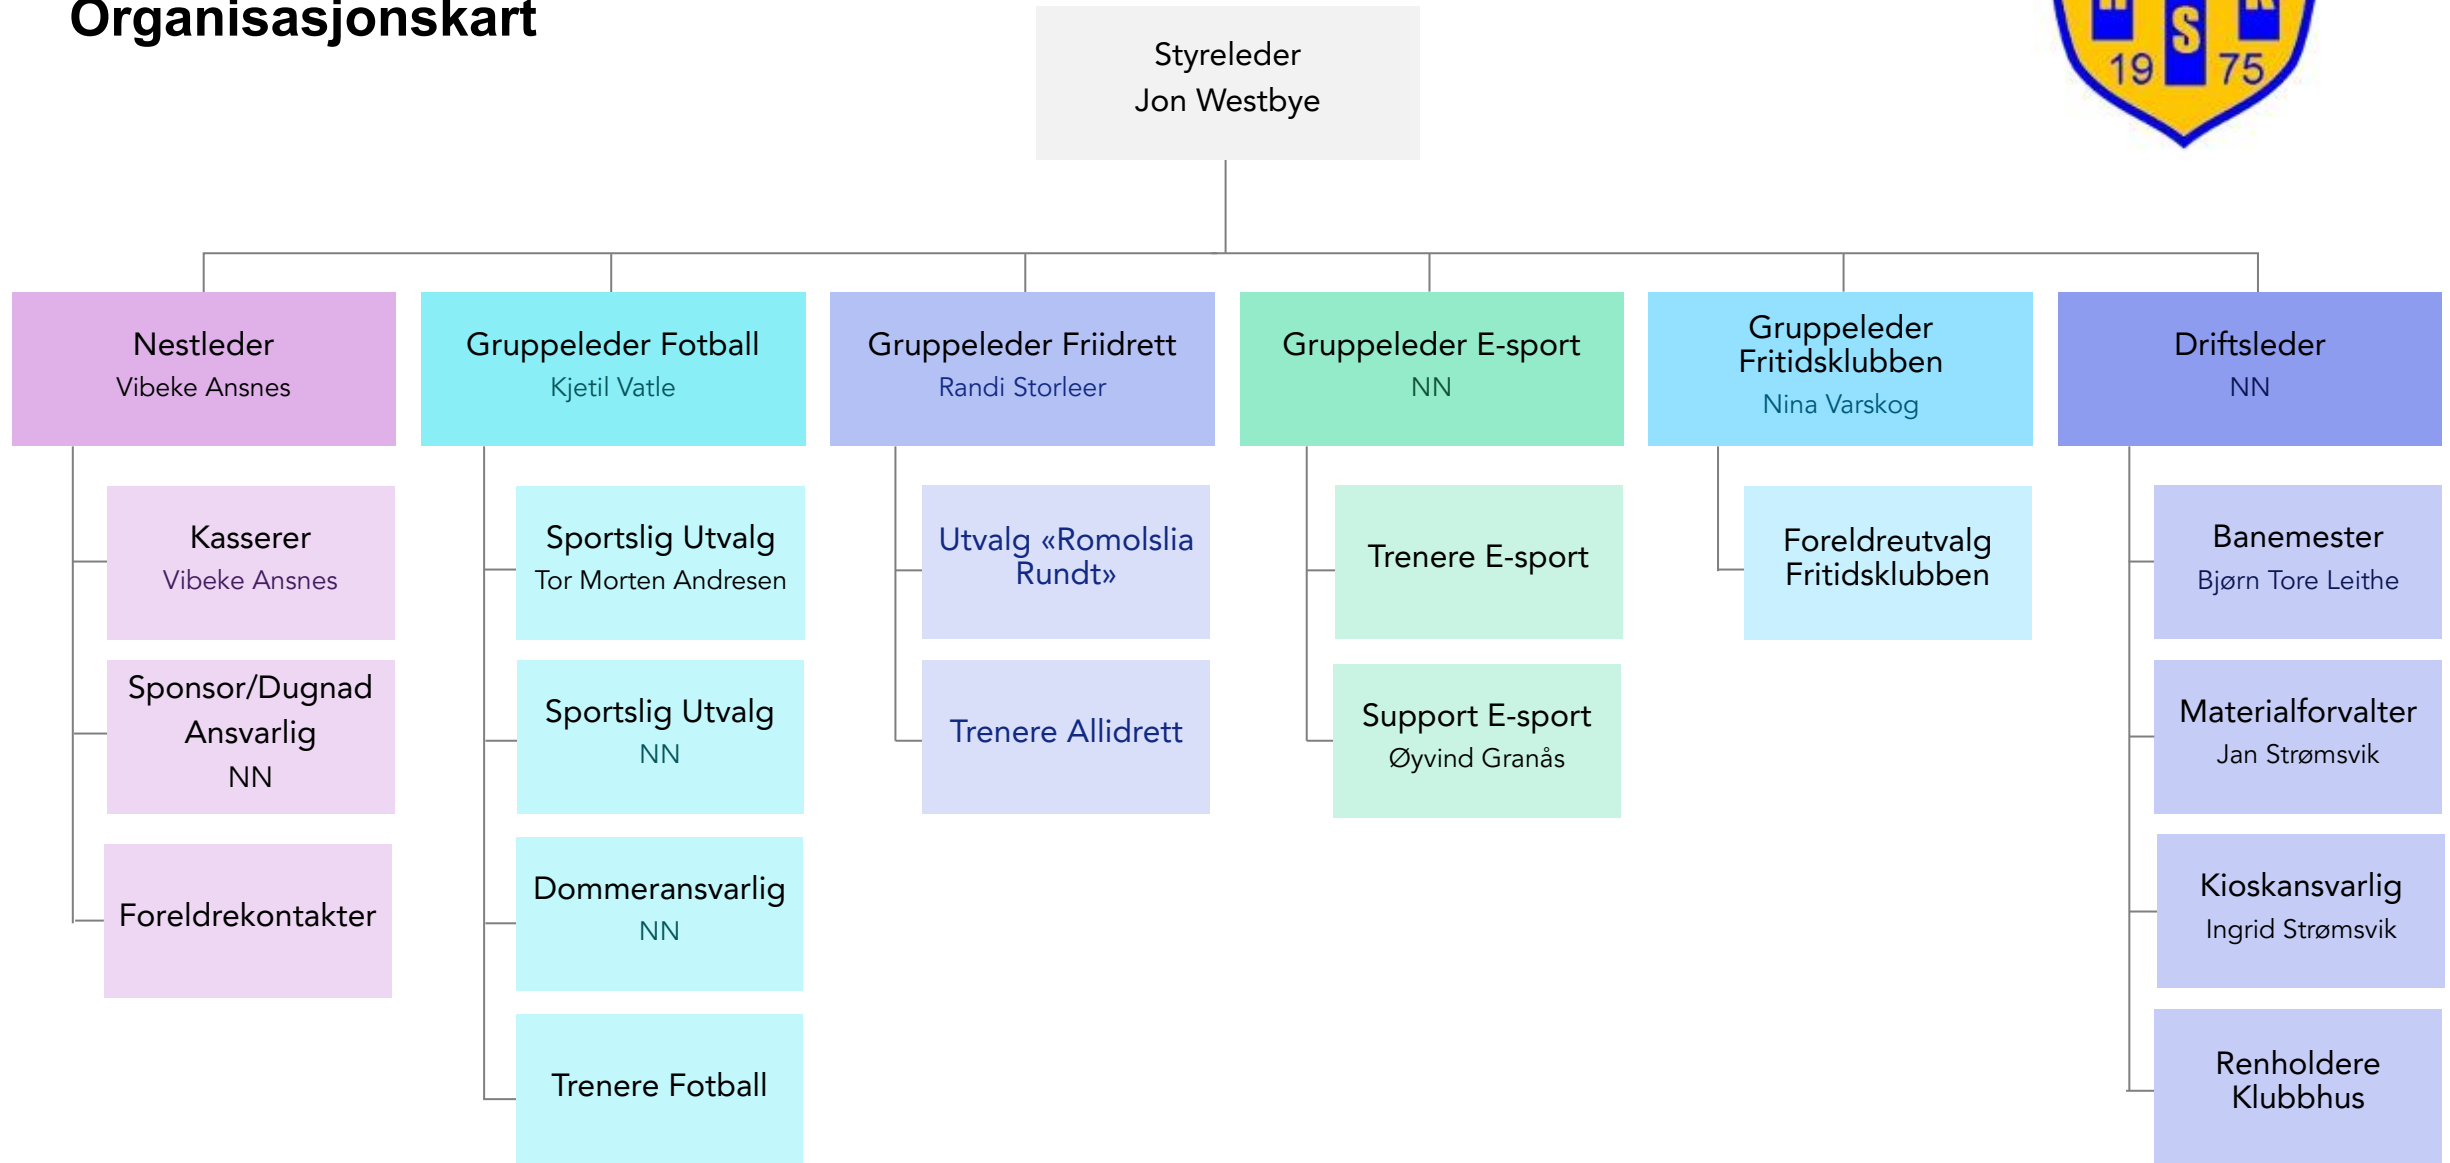 Organisasjonskart
S
19 75
Styreleder
Jon Westbye
Nestleder
Vibeke Ansnes
Kasserer
Vibeke Ansnes
Sponsor/Dugnad
Ansvarlig
NN
Foreldrekontakter
Gruppeleder Fotball
Kjetil Vatle
Sportslig Utvalg
Tor Morten Andresen
Sportslig Utvalg
NN
Dommeransvarlig
NN
Trenere Fotball
Gruppeleder Friidrett
Randi Storleer
Utvalg «Romolslia
Rundt»
Trenere Allidrett
Gruppeleder E-sport
NN
Trenere E-sport
Support E-sport
Øyvind Granås
Gruppeleder
Fritidsklubben
Nina Varskog
Foreldreutvalg
Fritidsklubben
Driftsleder
NN
Banemester
Bjørn Tore Leithe
Materialforvalter
Jan Strømsvik
Kioskansvarlig
Ingrid Strømsvik
Renholdere
Klubbhus